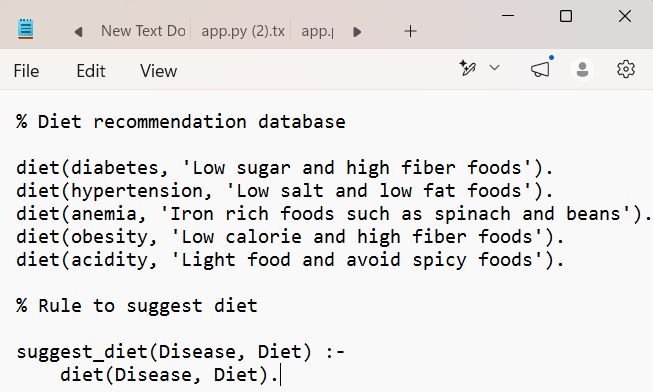 New Text Do
app.py (2).tx
app.p
File
Edit
View
% Diet recommendation database
diet(diabetes, 'Low sugar and high fiber foods').
diet(hypertension, 'Low salt and low fat foods').
diet(anemia, 'Iron rich foods such as spinach and beans').
diet(obesity, 'Low calorie and high fiber foods').
diet(acidity, 'Light food and avoid spicy foods').
% Rule to suggest diet
suggest_diet(Disease, Diet) :-
    diet(Disease, Diet).